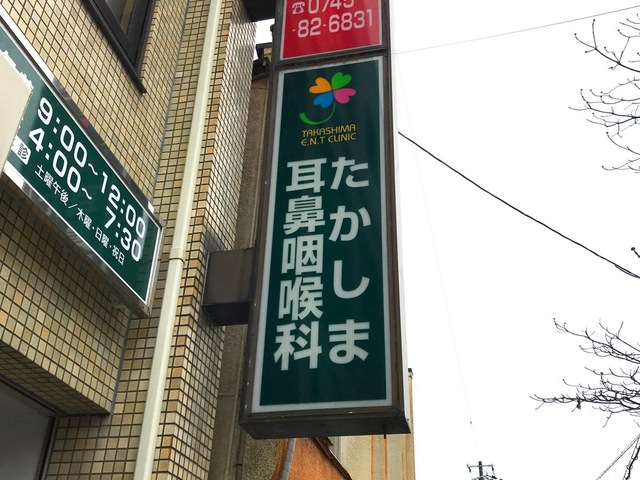 ☎0745
-82-6831
TAKASHIMA
E.N.T CLINIC
たかしま
耳鼻咽喉科
9:00～12:00
4:00～ 7:30
診 土曜午後／木曜・日曜・祝日